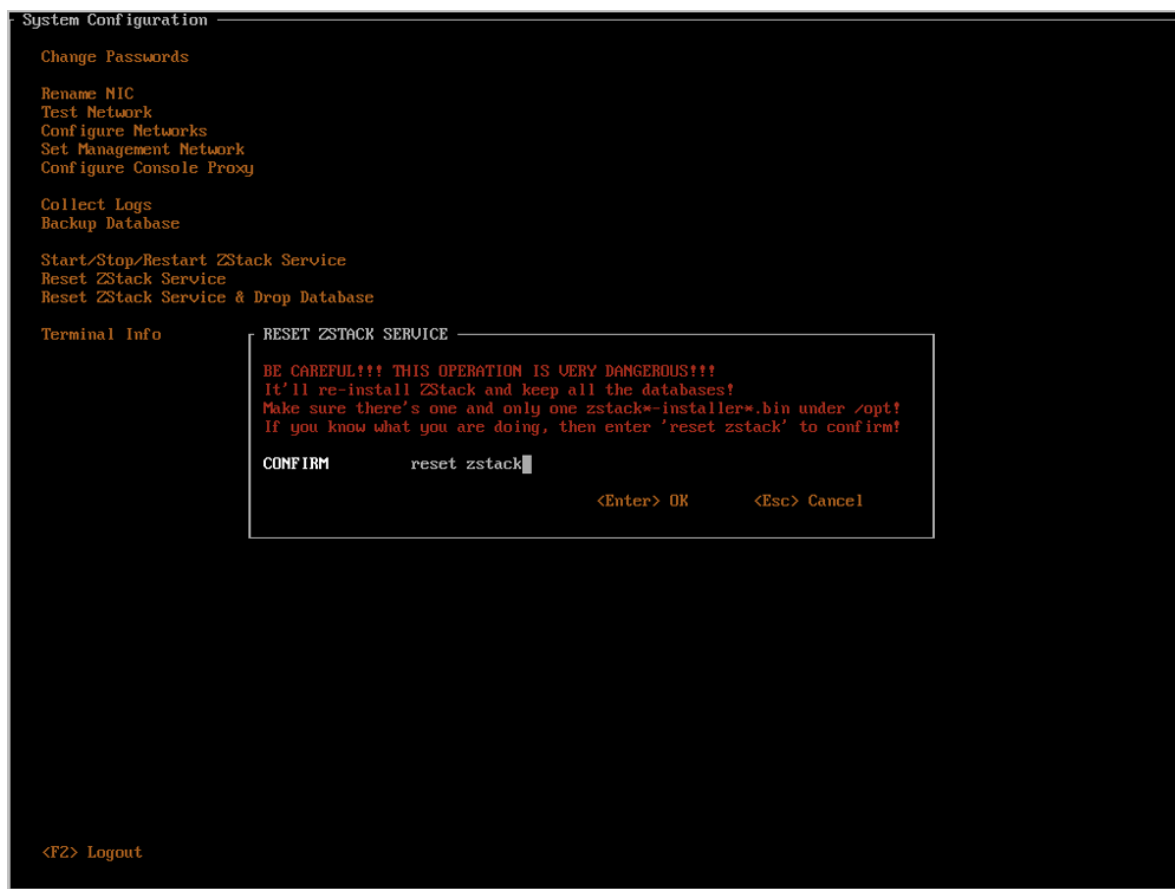 System Configuration
Change Passwords
Rename NIC
Test Network
Configure Networks
Set Management Network
Configure Console Proxy
Collect Logs
Backup Database
Start/Stop/Restart ZStack Service
Reset ZStack Service
Reset ZStack Service & Drop Database
Terminal Info
RESET ZSTACK SERVICE
BE CAREFUL!!! THIS OPERATION IS VERY DANGEROUS!!!
It'll re-install ZStack and keep all the databases!
Make sure there's one and only one zstack*-installer*.bin under /opt!
If you know what you are doing, then enter 'reset zstack' to confirm!
CONFIRM reset zstack
<Enter> OK <Esc> Cancel
<F2> Logout